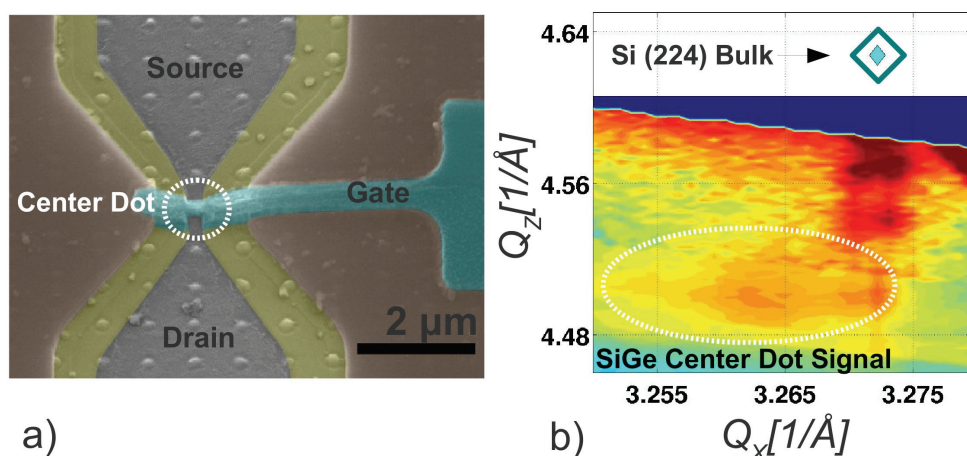 Source
Center Dot
Gate
Drain
2 μm
a)
4.64
Si (224) Bulk
4.56
4.48
Qz[1/Å]
SiGe Center Dot Signal
3.255 3.265 3.275
b)
Qx[1/Å]